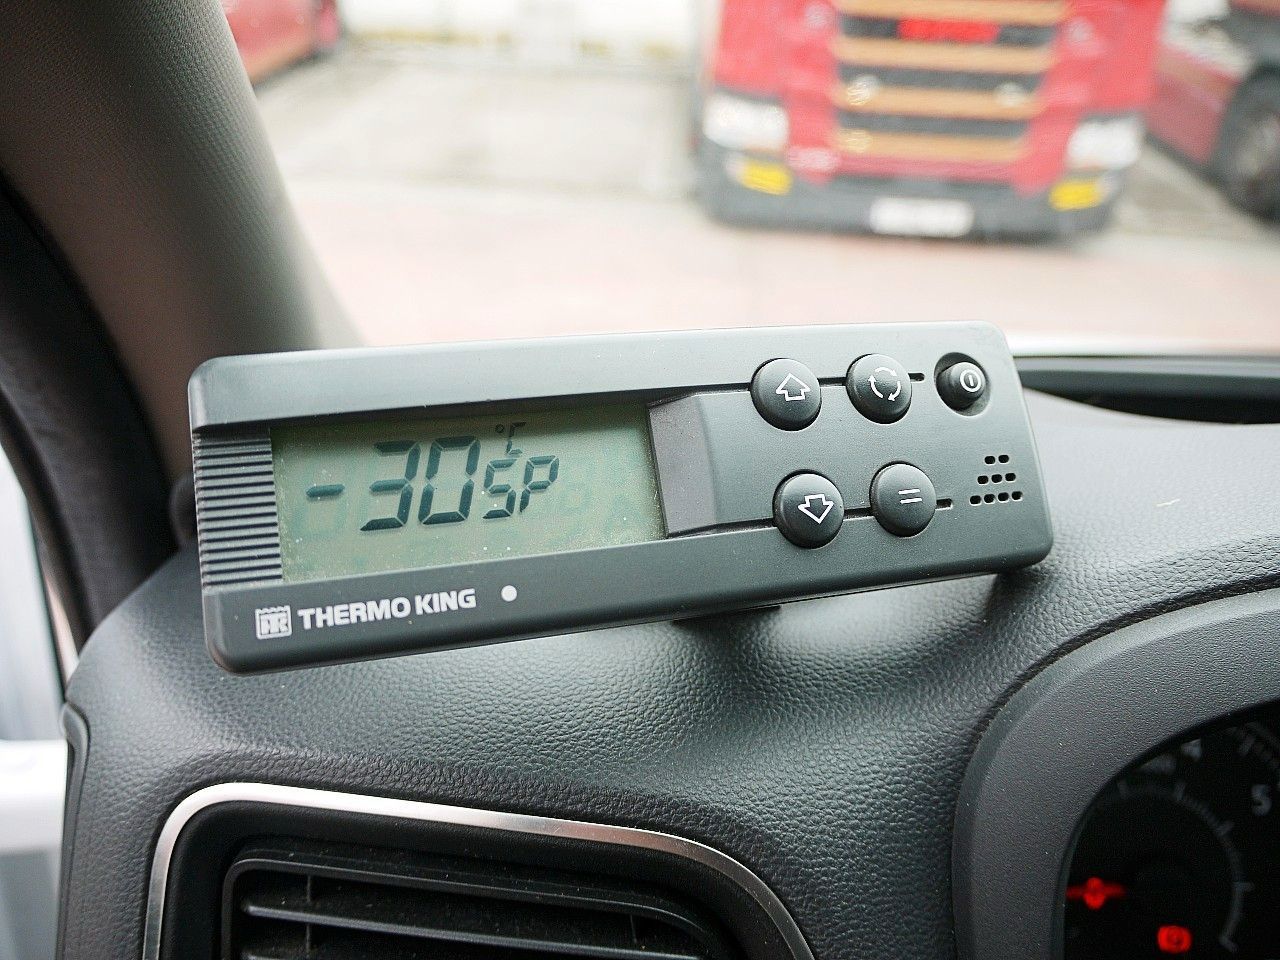 -30 °C SP
THERMO KING